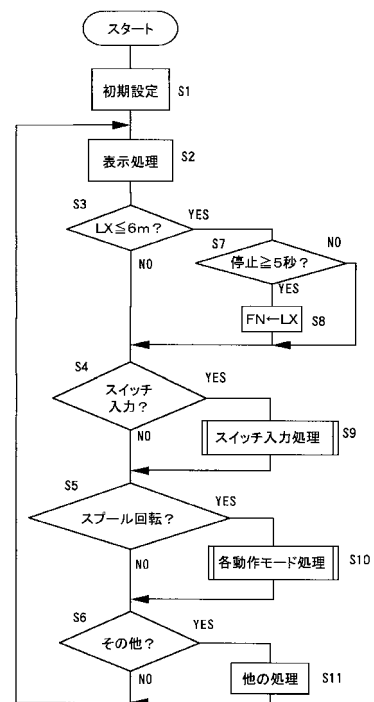 スタート
初期設定
S1
表示処理
S2
S3
LX≦6m?
YES
NO
S7
停止≧5秒?
NO
YES
FN←LX
S8
S4
スイッチ
入力?
YES
NO
スイッチ入力処理
S9
S5
スプール回転?
YES
NO
各動作モード処理
S10
S6
その他?
YES
NO
他の処理
S11